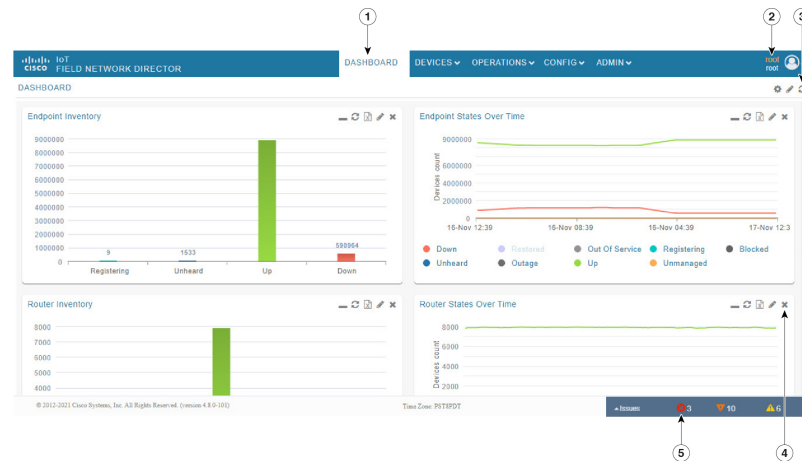 1 2 3
IoT
CISCO FIELD NETWORK DIRECTOR
DASHBOARD DEVICES OPERATIONS CONFIG ADMIN
root
root
DASHBOARD
Endpoint Inventory
9000000
8000000
7000000
6000000
5000000
4000000
3000000
2000000
1000000
0
9 1533 590964
Registering Unheard Up Down
Endpoint States Over Time
Devices count
8000000
6000000
4000000
2000000
0
16-Nov 12:39 16-Nov 08:39 16-Nov 04:39 17-Nov 12:3
Down Restored Out Of Service Registering Blocked
Unheard Outage Up Unmanaged
Router Inventory
8000
7000
6000
5000
4000
Router States Over Time
Devices count
8000
6000
4000
2000
© 2012-2021 Cisco Systems, Inc. All Rights Reserved. (version 4.8.0-101) Time Zone: PST8PDT Issues 3 10 6
5 4